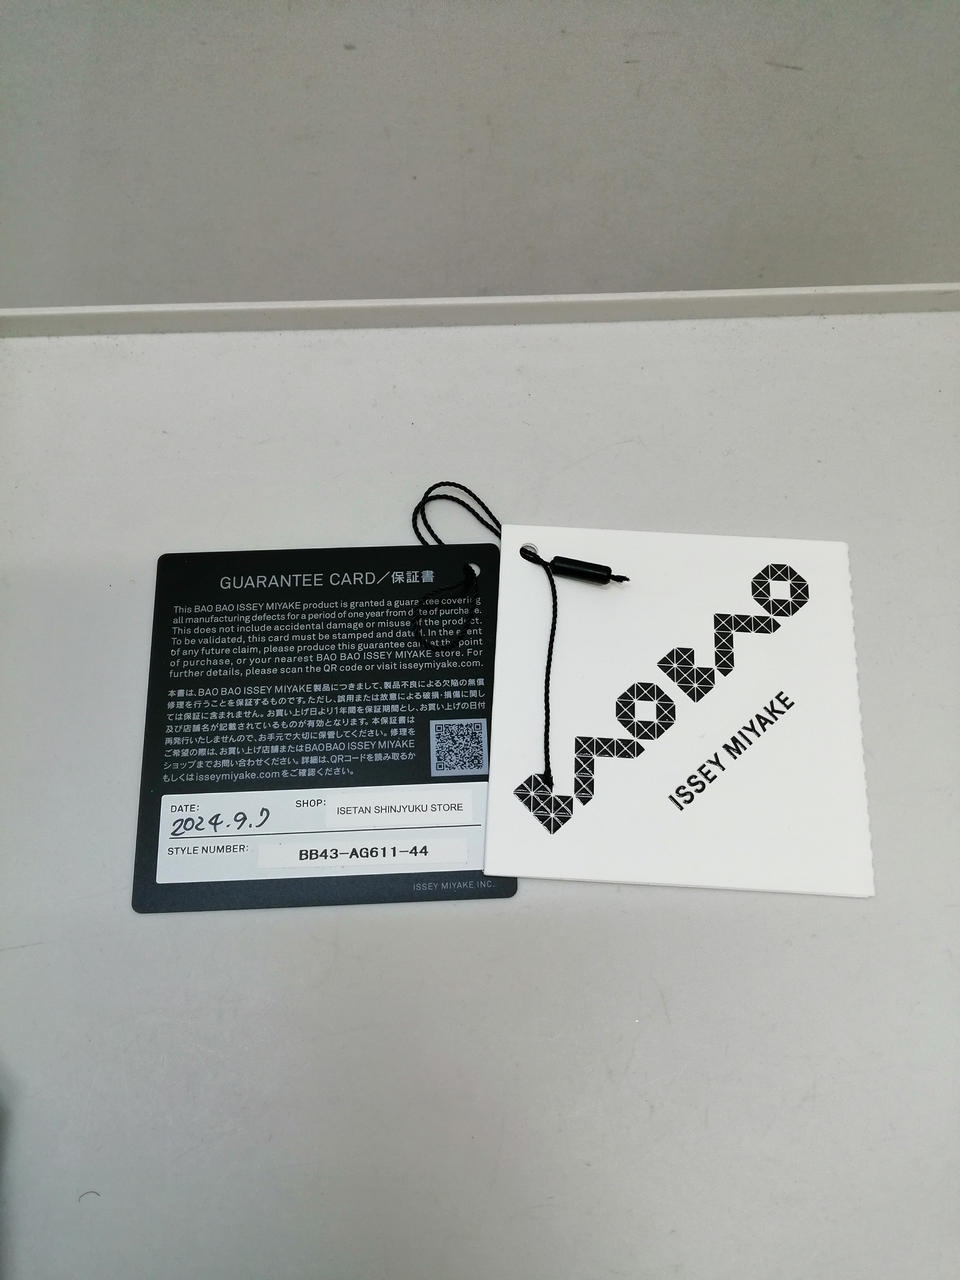 GUARANTEE CARD／保証書
This BAO BAO ISSEY MIYAKE product is granted a guarantee covering
all manufacturing defects for a period of one year from date of purchase.
This does not include accidental damage or misuse of the product.
To be validated, this card must be stamped and dated. In the event
of any future claim, please produce this guarantee card at the point
of purchase, or your nearest BAO BAO ISSEY MIYAKE store. For
further details, please scan the QR code or visit isseymiyake.com.
本書は、BAO BAO ISSEY MIYAKE製品につきまして、製品不良による欠陥の無償
修理を行うことを保証するものです。ただし、誤用または故意による破損・損傷に関し
ては保証に含まれません。お買い上げ日より1年間を保証期間とし、お買い上げの日付
及び店舗名が記載されているものが有効となります。本保証書は
再発行いたしませんので、お手元で大切に保管してください。修理を
ご希望の際は、お買い上げ店舗またはBAO BAO ISSEY MIYAKE
ショップまでお問い合わせください。詳細は、QRコードを読み取るか
もしくはisseymiyake.comをご確認ください。
DATE: 2024.9.7
SHOP: ISETAN SHINJYUKU STORE
STYLE NUMBER: BB43-AG611-44
ISSEY MIYAKE INC.
BAO BAO
ISSEY MIYAKE